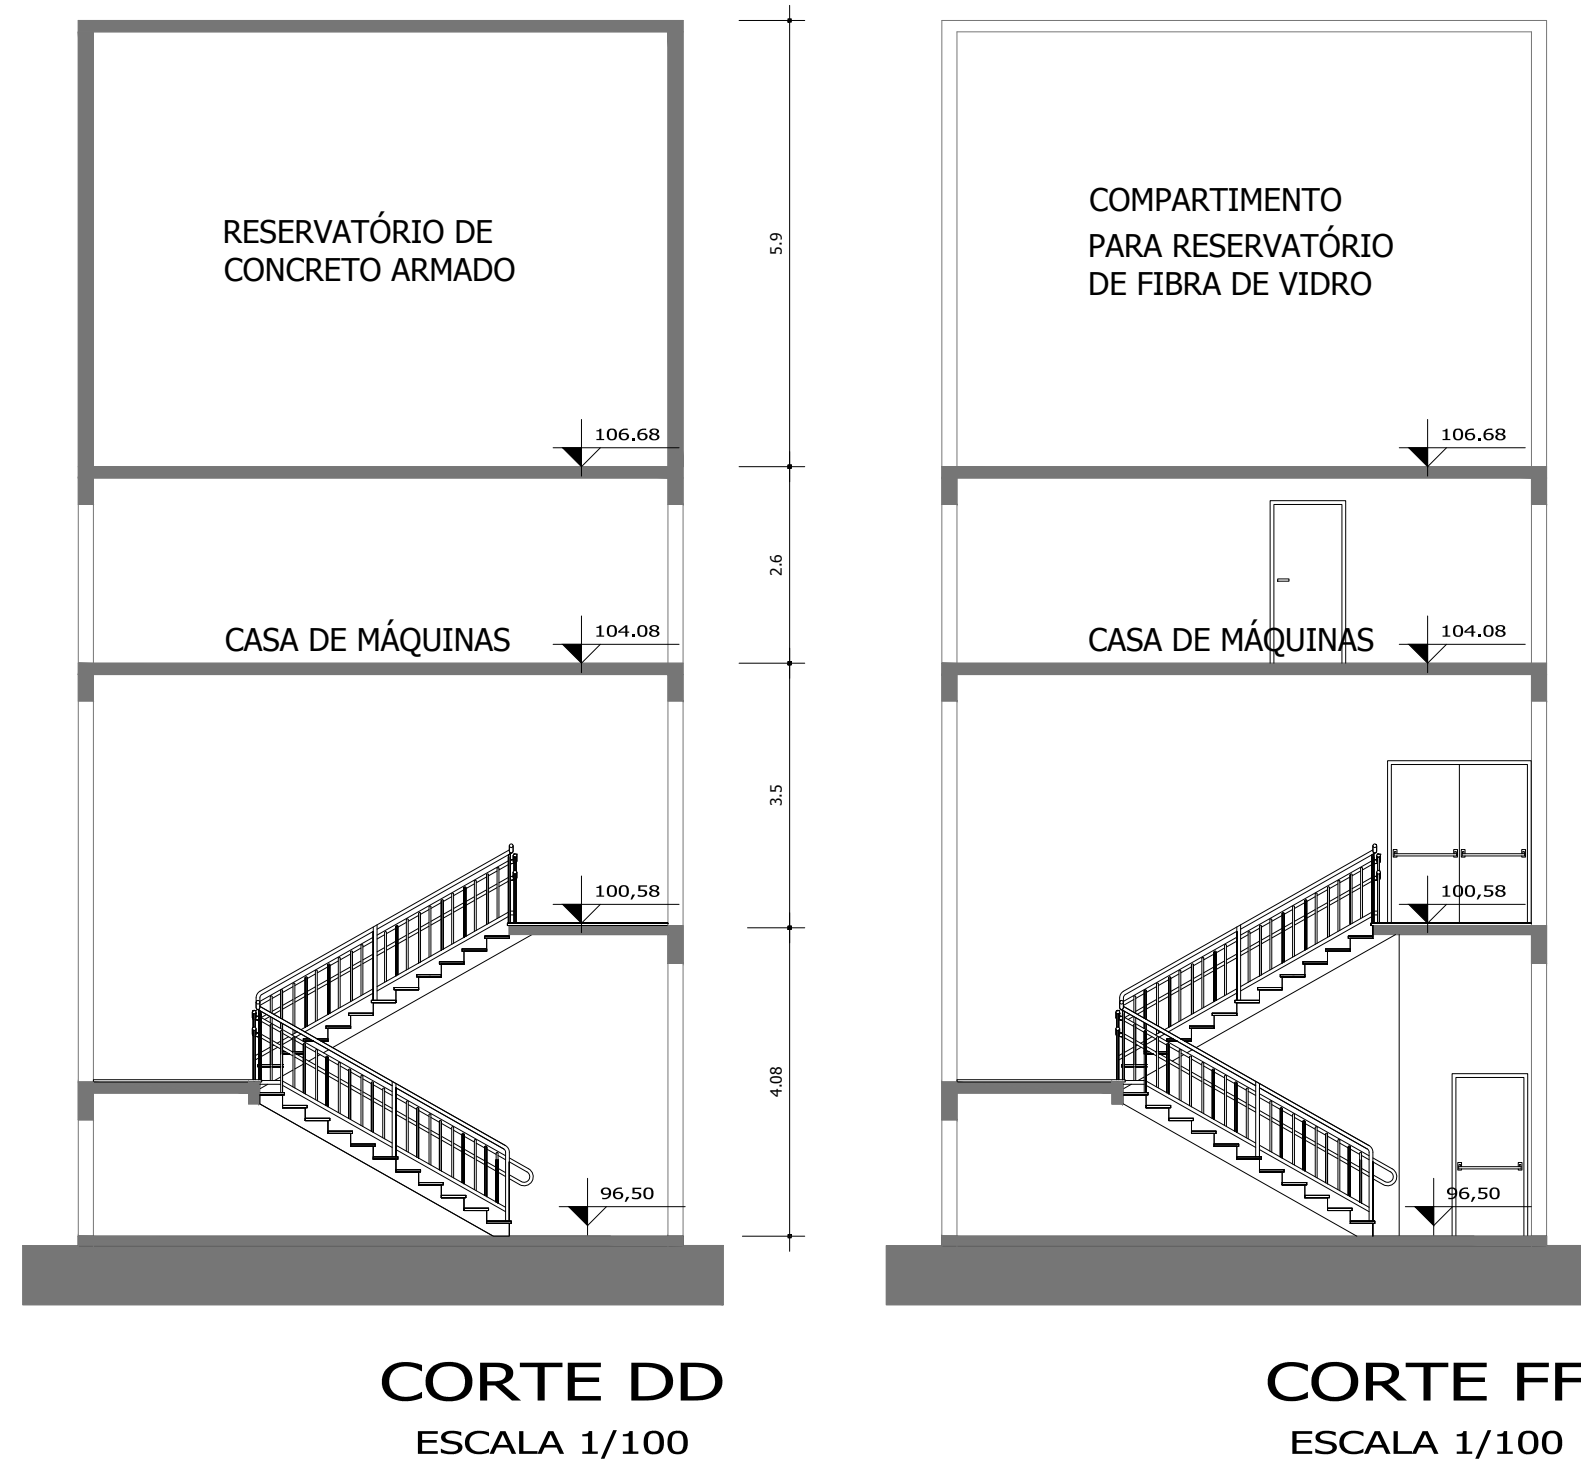 RESERVATÓRIO DE
CONCRETO ARMADO
106.68
CASA DE MÁQUINAS
104.08
100,58
96,50
5.9
2.6
3.5
4.08
COMPARTIMENTO
PARA RESERVATÓRIO
DE FIBRA DE VIDRO
106.68
CASA DE MÁQUINAS
104.08
100,58
96,50
CORTE DD
ESCALA 1/100
CORTE FF
ESCALA 1/100